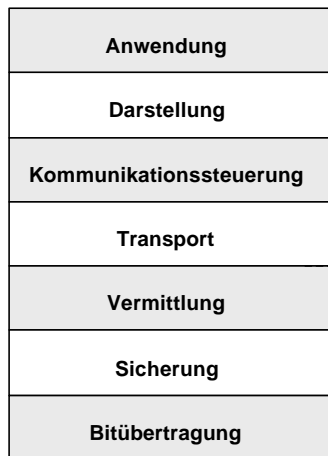 Anwendung
Darstellung
Kommunikationssteuerung
Transport
Vermittlung
Sicherung
Bitübertragung